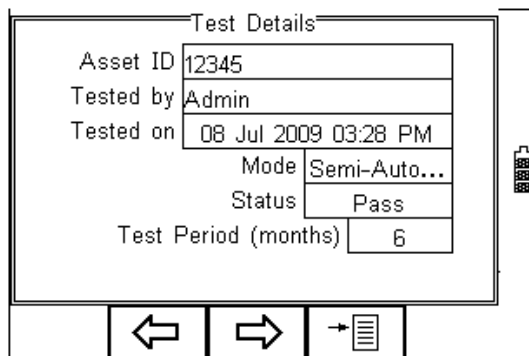 Test Details
Asset ID 12345
Tested by Admin
Tested on 08 Jul 2009 03:28 PM
Mode Semi-Auto...
Status Pass
Test Period (months) 6